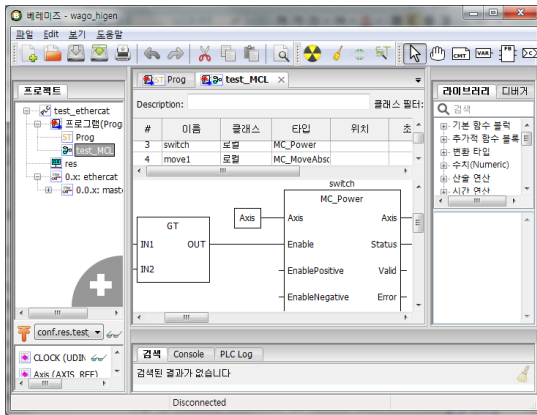 베레미즈 - wago_higen
파일 Edit 보기 도움말
CMT VAR FB
프로젝트
test_ethercat
프로그램(Prog
ST Prog
test_MCL
res
0.x: ethercat
0.0.x: mast
conf.res.test_
CLOCK (UDIN
Axis (AXIS_REF)
ST Prog test_MCL
Description: 클래스 필터:
# 이름 클래스 타입 위치 초
3 switch 로컬 MC_Power
4 move1 로컬 MC_MoveAbsc
switch
MC_Power
GT
IN1 OUT
IN2
Axis
Axis Axis
Enable Status
EnablePositive Valid
EnableNegative Error
라이브러리 디버거
검색
기본 함수 블럭
추가적 함수 블록
변환 타입
수치(Numeric)
산술 연산
시간 연산
검색 Console PLC Log
검색된 결과가 없습니다
Disconnected